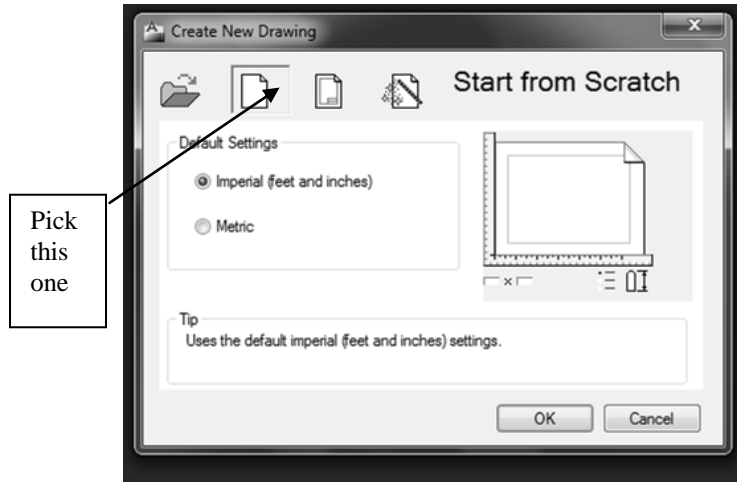 Create New Drawing
Start from Scratch
Default Settings
Imperial (feet and inches)
Metric
Pick
this
one
Tip
Uses the default imperial (feet and inches) settings.
OK
Cancel